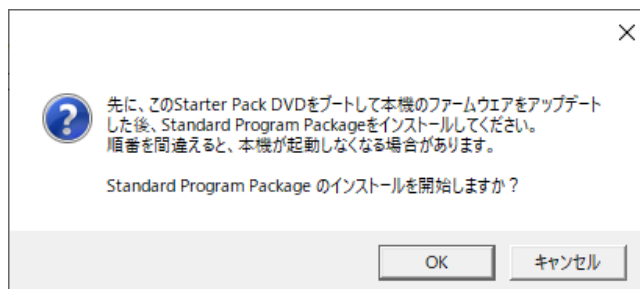 先に、このStarter Pack DVDをブートして本機のファームウエアをアップデート
した後、Standard Program Packageをインストールしてください。
順番を間違えると、本機が起動しなくなる場合があります。
Standard Program Package のインストールを開始しますか？
OK
キャンセル